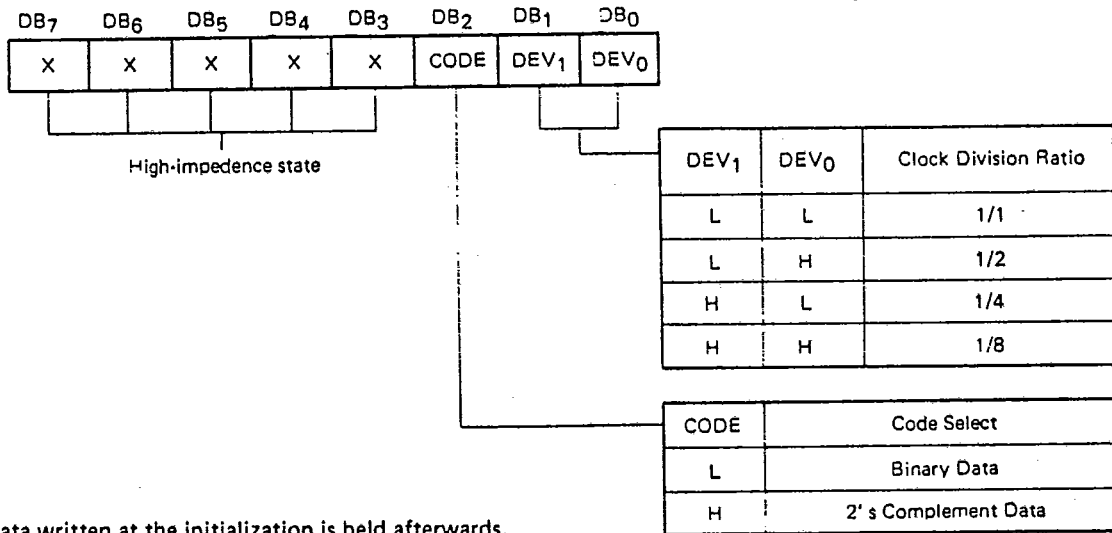 DB7 DB6 DB5 DB4 DB3 DB2 DB1 DB0
X X X X X CODE DEV1 DEV0
High-impedence state
DEV1 DEV0 Clock Division Ratio
L L 1/1
L H 1/2
H L 1/4
H H 1/8
CODE Code Select
L Binary Data
H 2's Complement Data
ata written at the initialization is held afterwards.